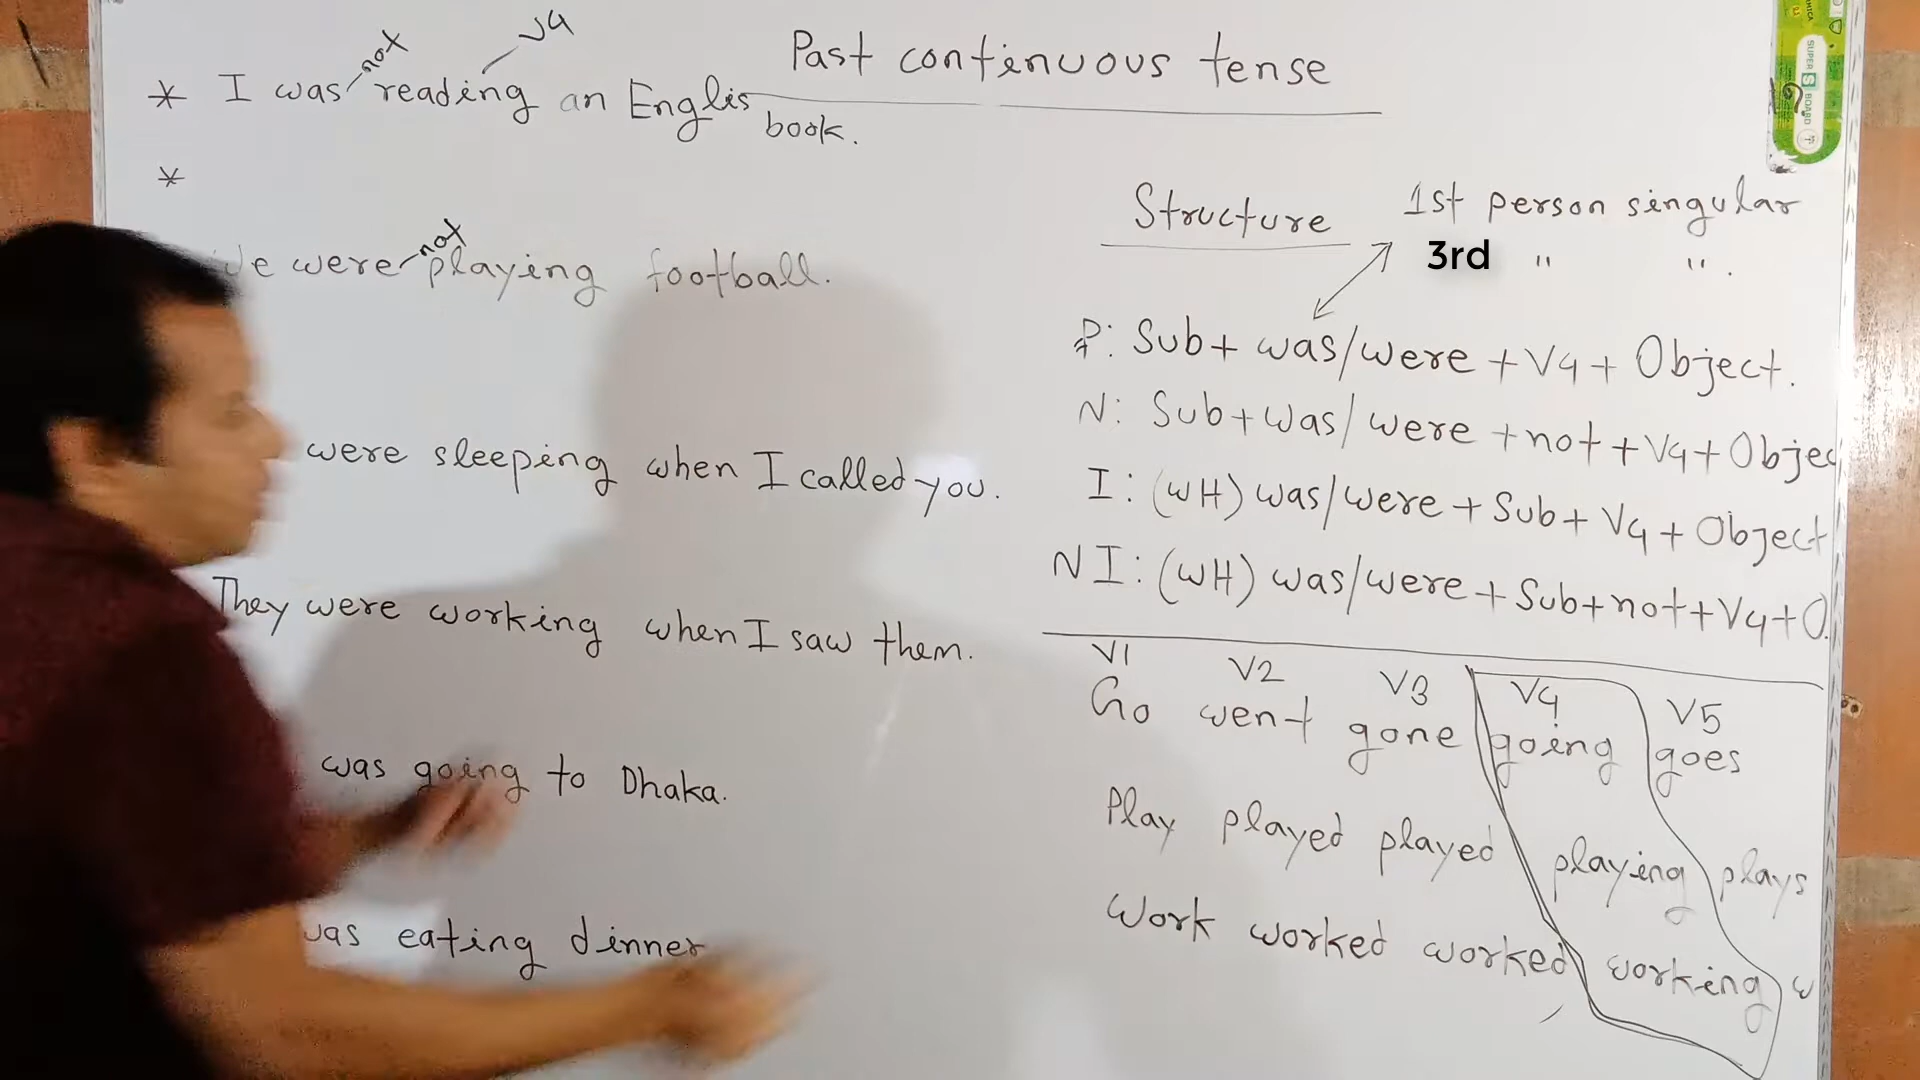 Past continuous tense
not V4
* I was reading an Englis
book.
*
not
We were playing football.
were sleeping when I called you.
They were working when I saw them.
was going to Dhaka.
was eating dinner
Structure 1st person singular
3rd " " .
P: Sub + was/were + V4 + Object.
N: Sub + was/were + not + V4 + Objec
I: (WH) was/were + Sub + V4 + Object
NI: (WH) was/were + Sub + not + V4 + O.
V1 V2 V3 V4 V5
Go went gone going goes
Play played played playing plays
Work worked worked working w
SUPER S BOARD